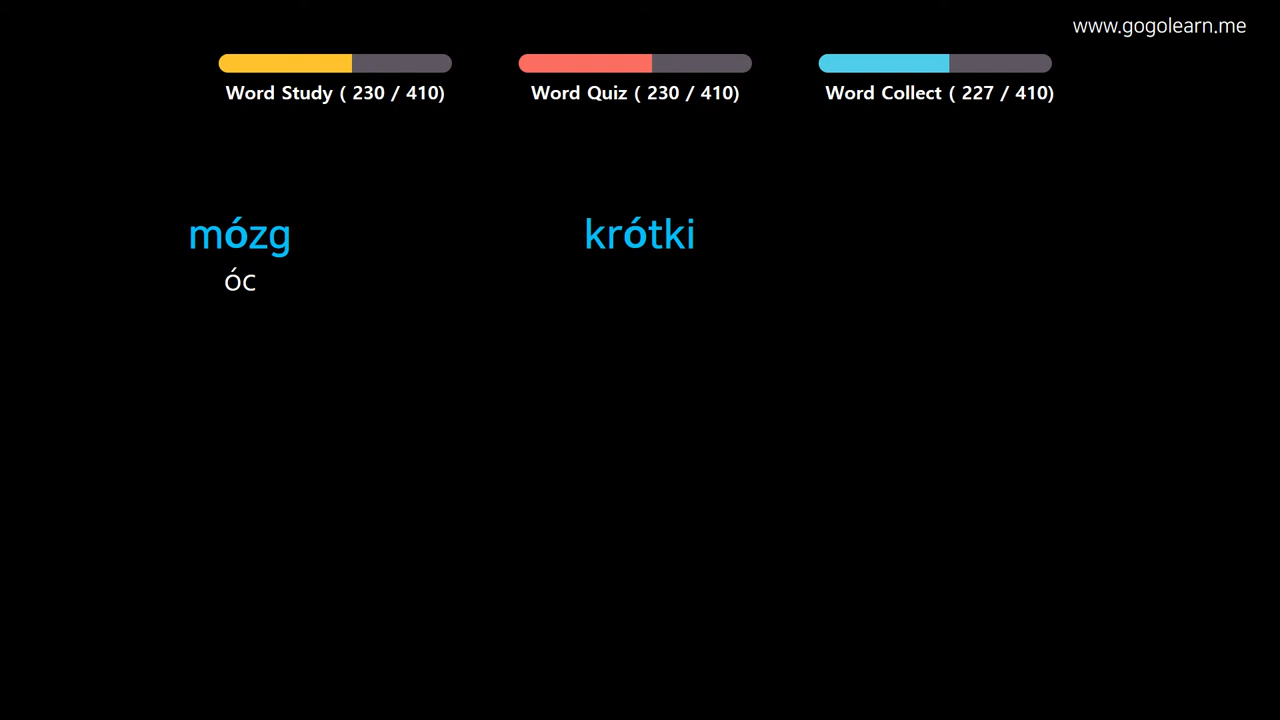 www.gogolearn.me
Word Study ( 230 / 410)
Word Quiz ( 230 / 410)
Word Collect ( 227 / 410)
mózg
krótki
óc